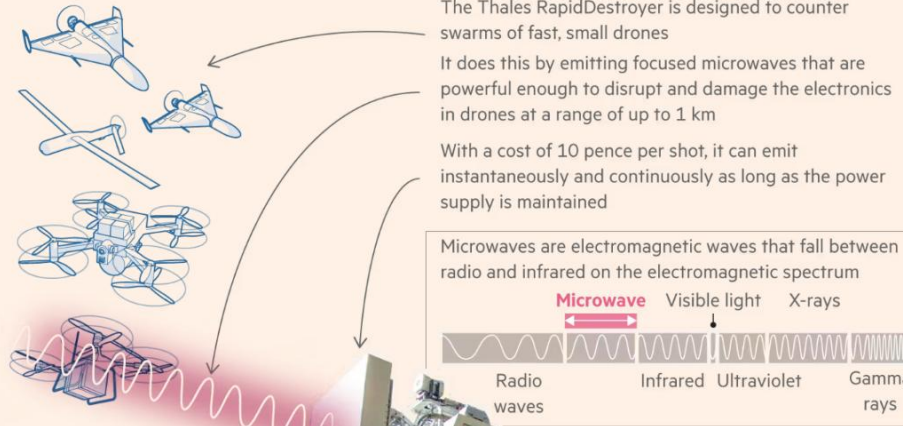 The Thales RapidDestroyer is designed to counter
swarms of fast, small drones
It does this by emitting focused microwaves that are
powerful enough to disrupt and damage the electronics
in drones at a range of up to 1 km
With a cost of 10 pence per shot, it can emit
instantaneously and continuously as long as the power
supply is maintained
Microwaves are electromagnetic waves that fall between
radio and infrared on the electromagnetic spectrum
Microwave Visible light X-rays
Radio
waves
Infrared Ultraviolet
Gamma
rays